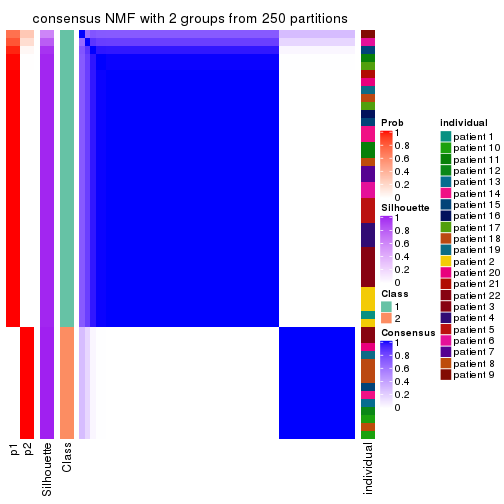 consensus NMF with 2 groups from 250 partitions
p1
p2
Silhouette
Class
individual
Prob
1
0.8
0.6
0.4
0.2
0
Silhouette
1
0.8
0.6
0.4
0.2
0
Class
1
2
Consensus
1
0.8
0.6
0.4
0.2
0
individual
patient 1
patient 10
patient 11
patient 12
patient 13
patient 14
patient 15
patient 16
patient 17
patient 18
patient 19
patient 2
patient 20
patient 21
patient 22
patient 3
patient 4
patient 5
patient 6
patient 7
patient 8
patient 9